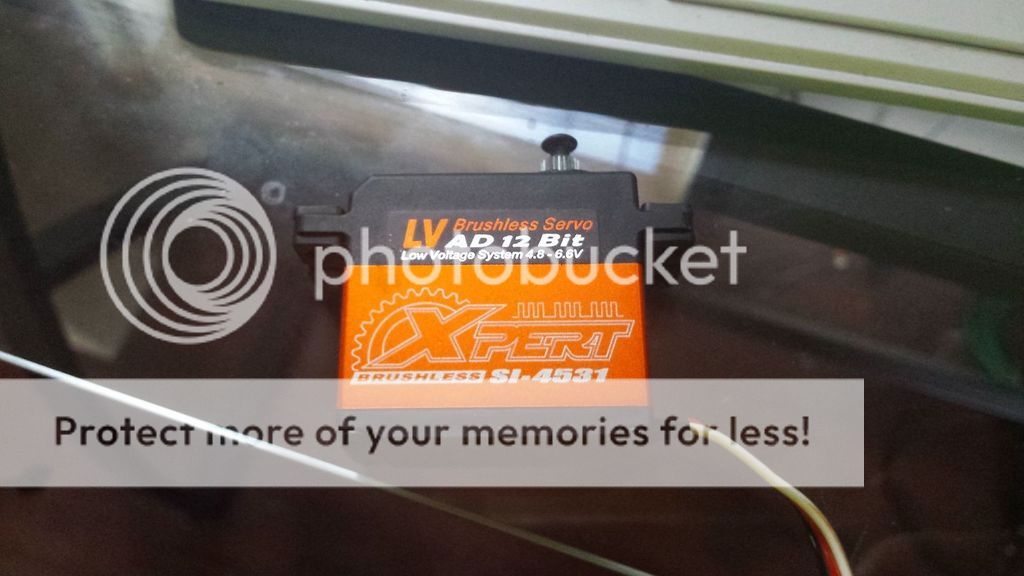 LV Brushless Servo
AD 12 Bit
Low Voltage System 4.8 - 6.6V
photobucket
XPERT
BRUSHLESS SI-4531
Protect more of your memories for less!